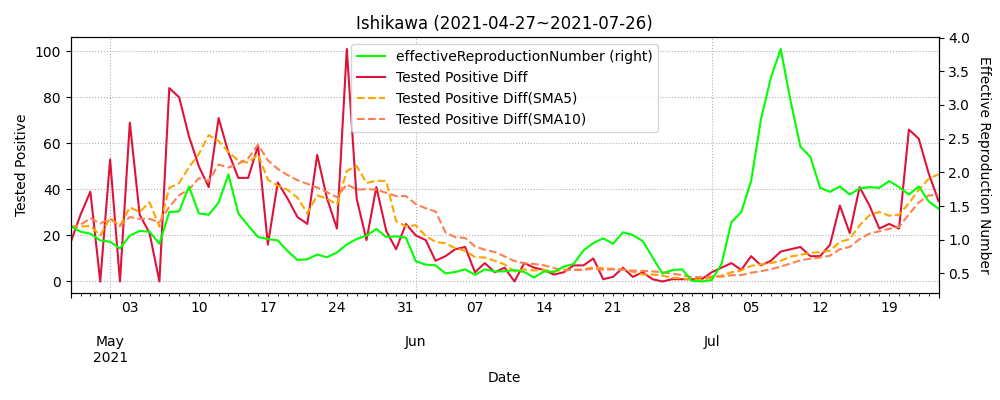 Ishikawa (2021-04-27~2021-07-26)
effectiveReproductionNumber (right)
Tested Positive Diff
Tested Positive Diff(SMA5)
Tested Positive Diff(SMA10)
Tested Positive
100
80
60
40
20
0
4.0
3.5
3.0
2.5
2.0
1.5
1.0
0.5
Effective Reproduction Number
03 10 17 24 31 07 14 21 28 05 12 19
May Jun Jul
2021
Date